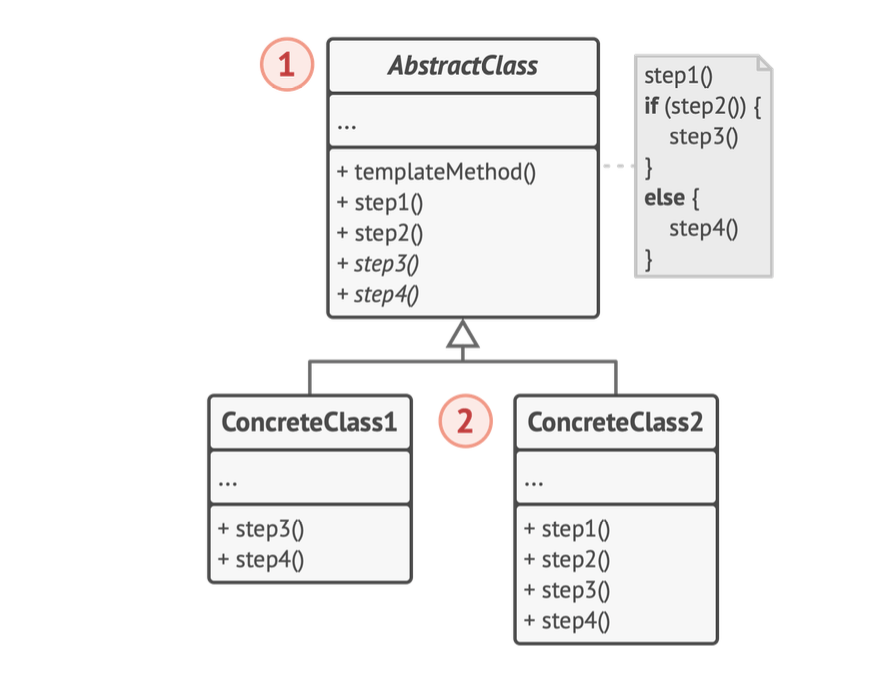 1
AbstractClass
...
+ templateMethod()
+ step1()
+ step2()
+ step3()
+ step4()
step1()
if (step2()) {
step3()
}
else {
step4()
}
ConcreteClass1
...
+ step3()
+ step4()
2
ConcreteClass2
...
+ step1()
+ step2()
+ step3()
+ step4()